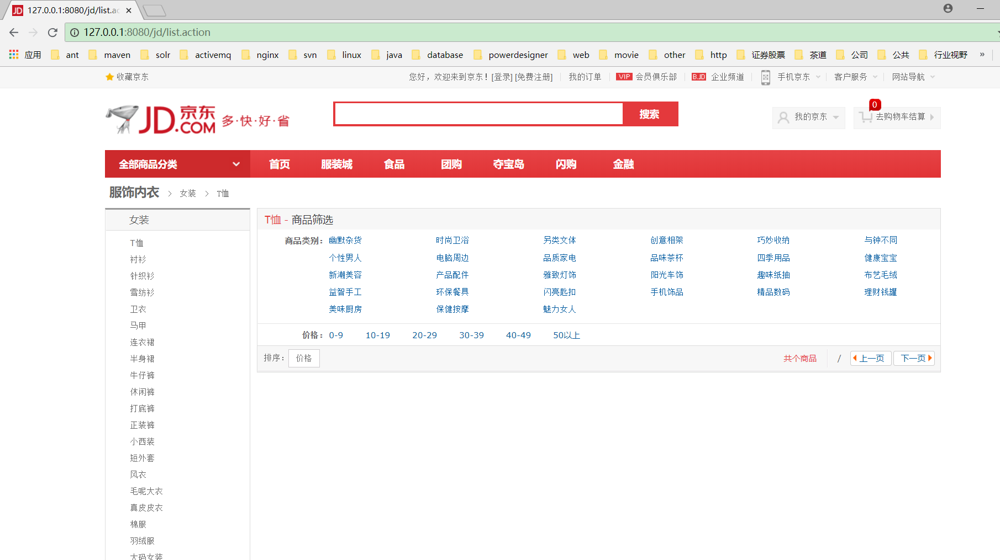 JD 127.0.0.1:8080/jd/list.ac
127.0.0.1:8080/jd/list.action
应用 ant maven solr activemq nginx svn linux java database powerdesigner web movie other http 证券股票 茶道 公司 公共 行业视野 »
收藏京东 您好，欢迎来到京东！[登录] [免费注册] 我的订单 VIP 会员俱乐部 B.JD 企业频道 手机京东 客户服务 网站导航
JD.COM 京东 多·快·好·省 搜索 我的京东 0 去购物车结算
全部商品分类 首页 服装城 食品 团购 夺宝岛 闪购 金融
服饰内衣 > 女装 > T恤
女装
T恤
衬衫
针织衫
雪纺衫
卫衣
马甲
连衣裙
半身裙
牛仔裤
休闲裤
打底裤
正装裤
小西装
短外套
风衣
毛呢大衣
真皮皮衣
棉服
羽绒服
大码女装
T恤 - 商品筛选
商品类别： 幽默杂货 时尚卫浴 另类文体 创意相架 巧妙收纳 与钟不同
个性男人 电脑周边 品质家电 品味茶杯 四季用品 健康宝宝
新潮美容 产品配件 雅致灯饰 阳光车饰 趣味纸抽 布艺毛绒
益智手工 环保餐具 闪亮匙扣 手机饰品 精品数码 理财钱罐
美味厨房 保健按摩 魅力女人
价格： 0-9 10-19 20-29 30-39 40-49 50以上
排序： 价格 共个商品 / 上一页 下一页